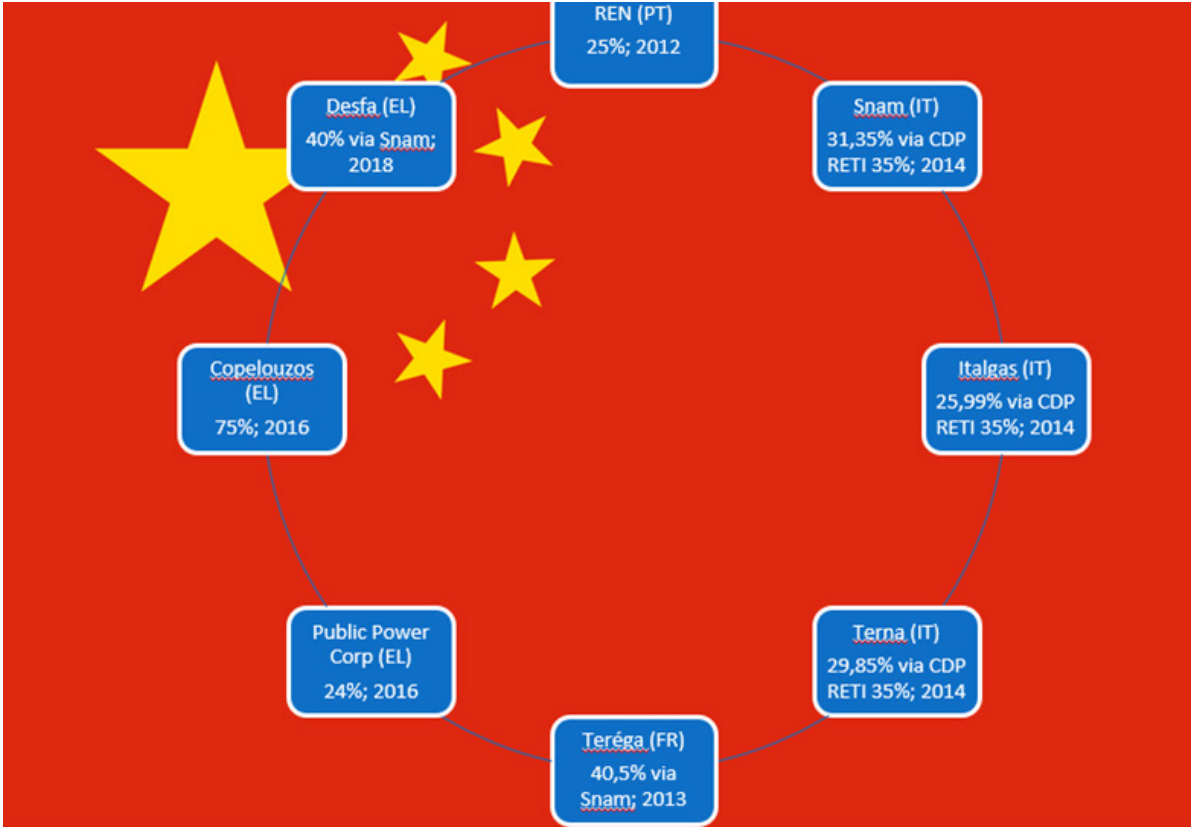 REN (PT)
25%; 2012
Snam (IT)
31,35% via CDP
RETI 35%; 2014
Italgas (IT)
25,99% via CDP
RETI 35%; 2014
Terna (IT)
29,85% via CDP
RETI 35%; 2014
Teréga (FR)
40,5% via
Snam; 2013
Public Power
Corp (EL)
24%; 2016
Copelouzos
(EL)
75%; 2016
Desfa (EL)
40% via Snam;
2018